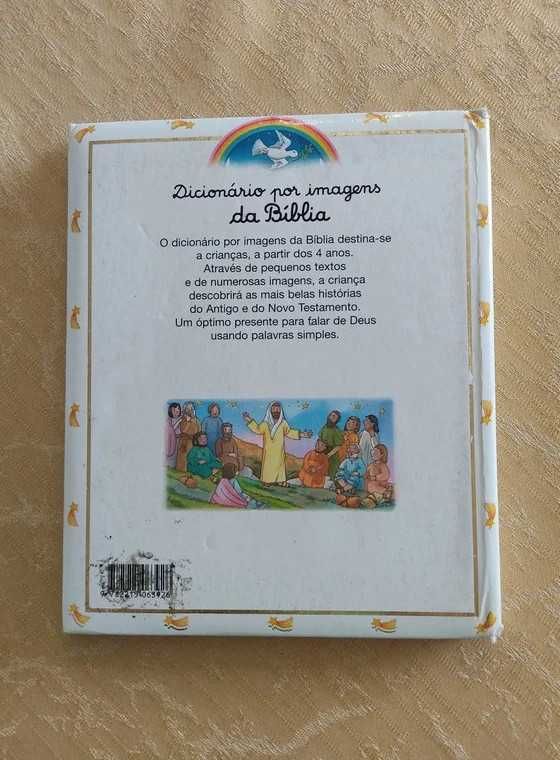 Dicionário por imagens
da Bíblia
O dicionário por imagens da Bíblia destina-se
a crianças, a partir dos 4 anos.
Através de pequenos textos
e de numerosas imagens, a criança
descobrirá as mais belas histórias
do Antigo e do Novo Testamento.
Um óptimo presente para falar de Deus
usando palavras simples.